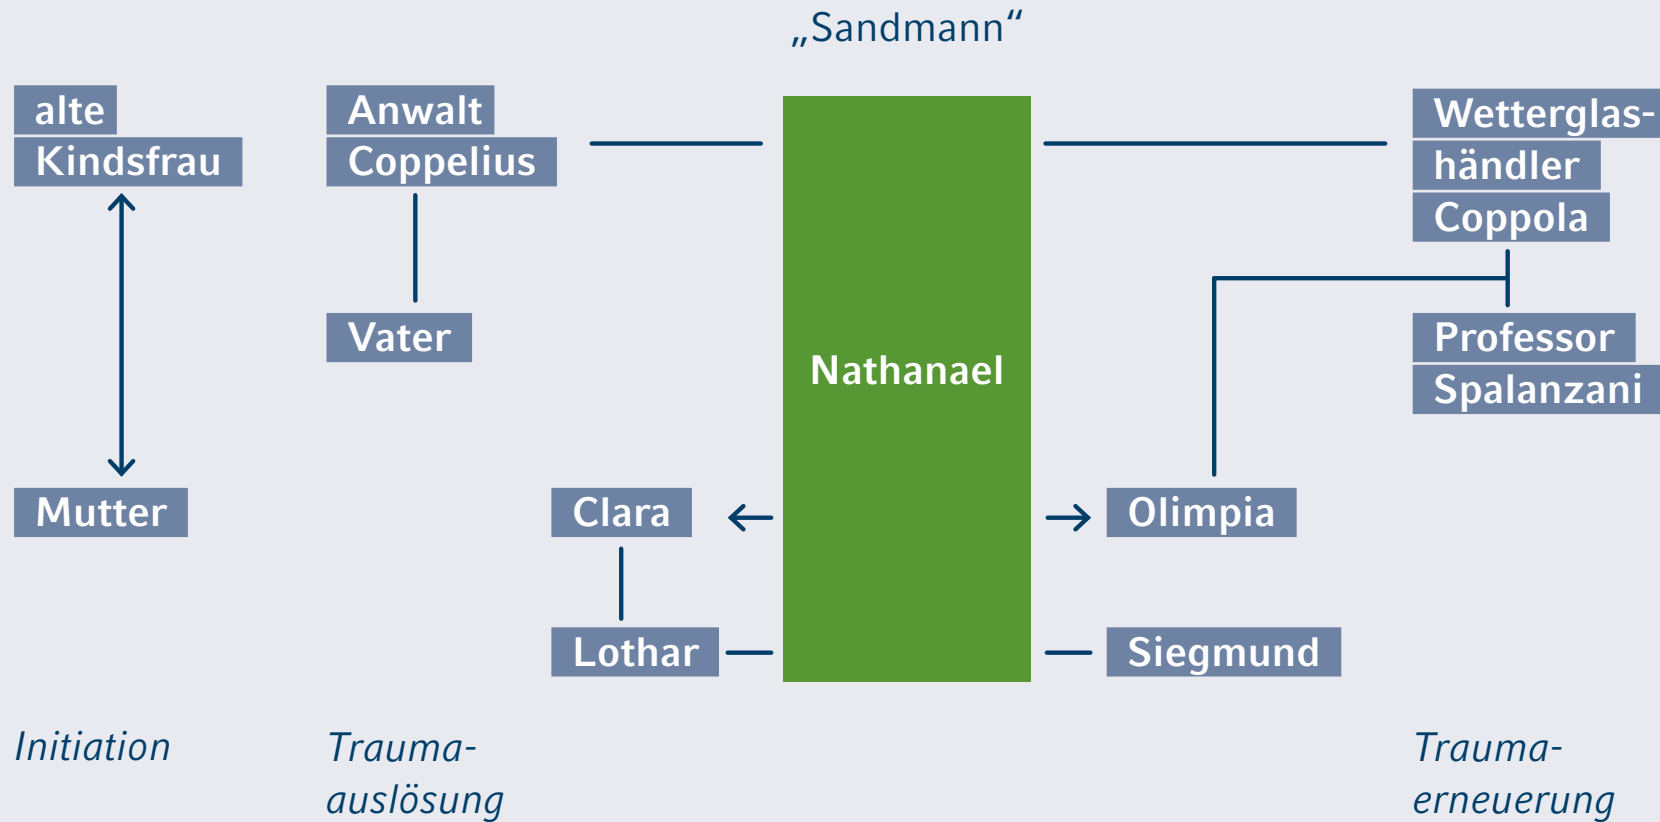 „Sandmann“
alte
Kindsfrau
Mutter
Anwalt
Coppelius
Vater
Clara
Lothar
Nathanael
Wetterglas-
händler
Coppola
Professor
Spalanzani
Olimpia
Siegmund
Initiation
Trauma-
auslösung
Trauma-
erneuerung